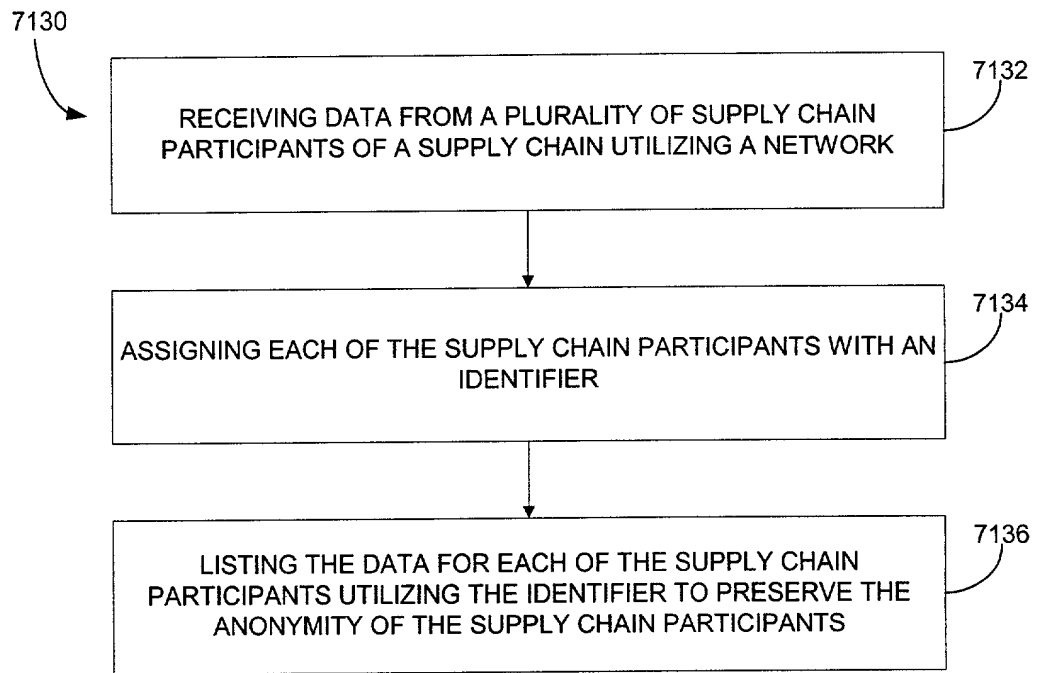 7130
7132
RECEIVING DATA FROM A PLURALITY OF SUPPLY CHAIN
PARTICIPANTS OF A SUPPLY CHAIN UTILIZING A NETWORK
7134
ASSIGNING EACH OF THE SUPPLY CHAIN PARTICIPANTS WITH AN
IDENTIFIER
7136
LISTING THE DATA FOR EACH OF THE SUPPLY CHAIN
PARTICIPANTS UTILIZING THE IDENTIFIER TO PRESERVE THE
ANONYMITY OF THE SUPPLY CHAIN PARTICIPANTS